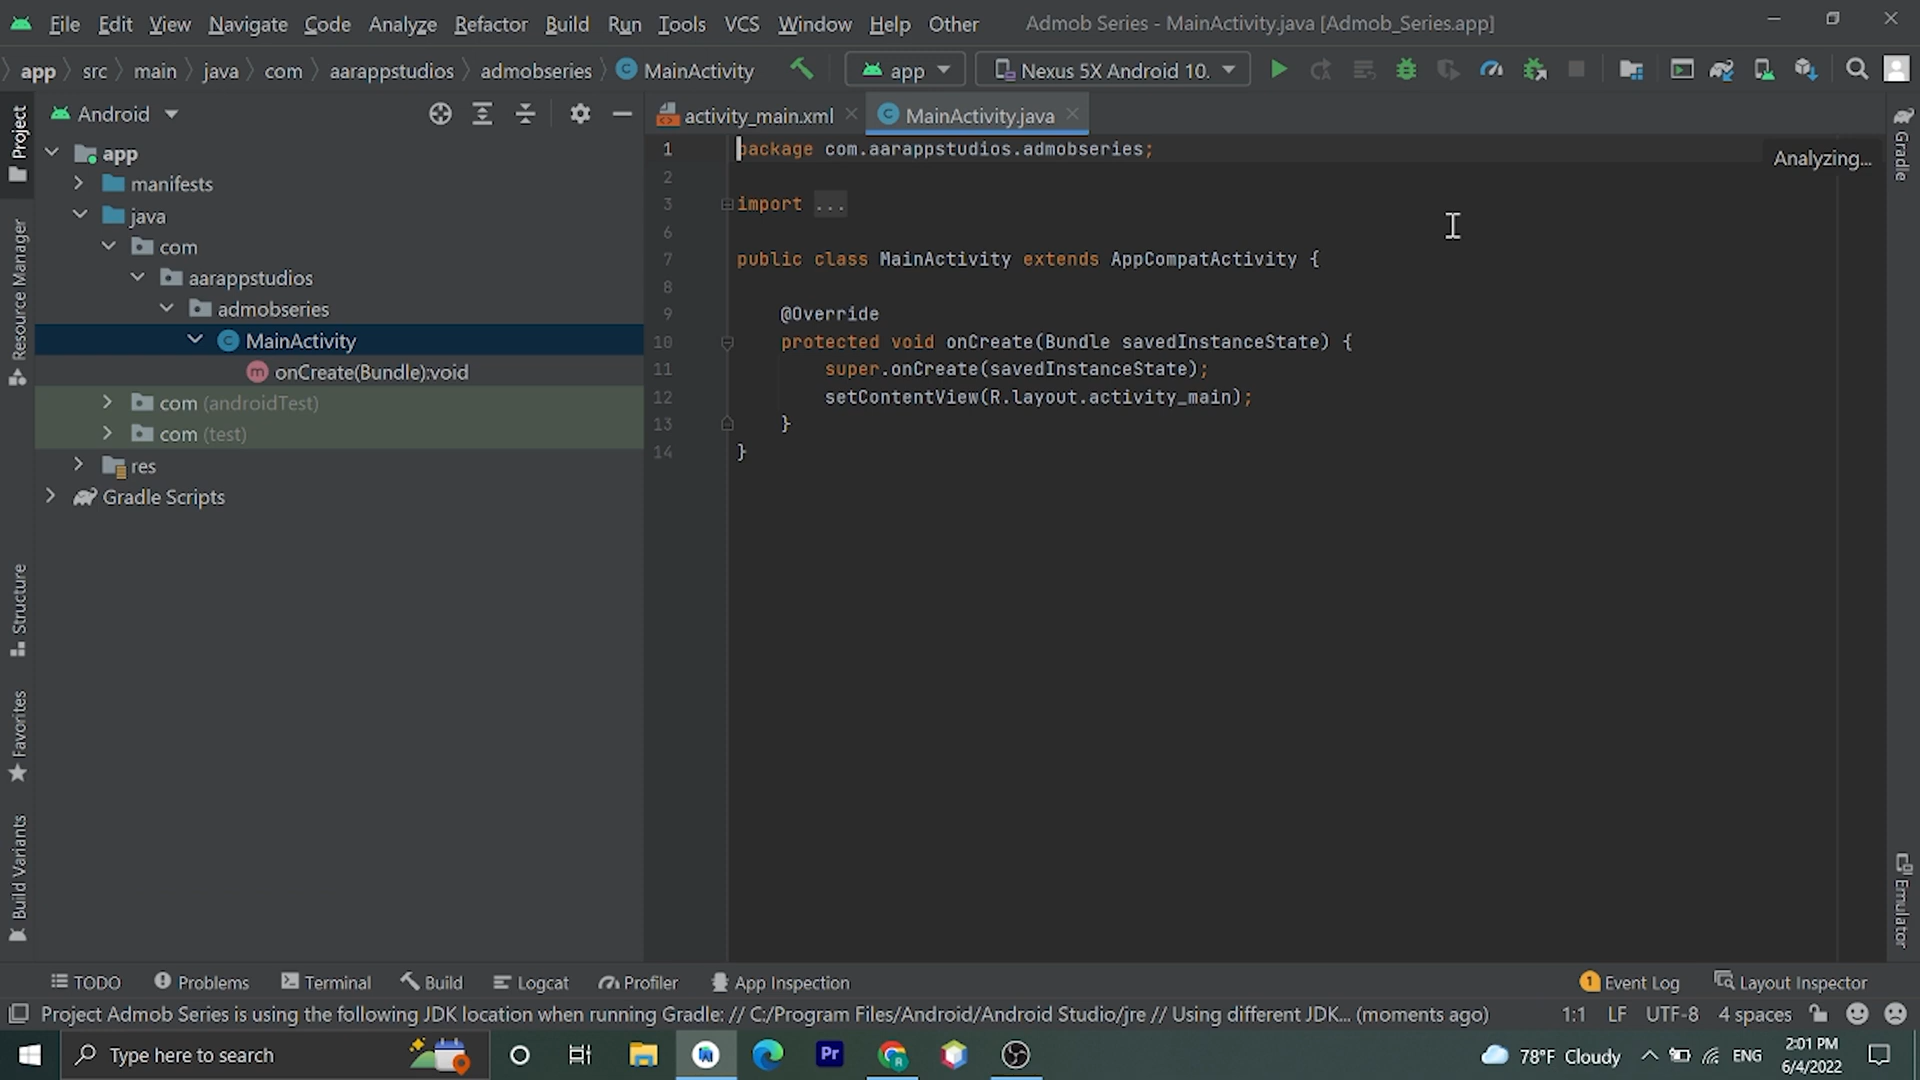 File Edit View Navigate Code Analyze Refactor Build Run Tools VCS Window Help Other Admob Series - MainActivity.java [Admob_Series.app]
app src main java com aarappstudios admobseries MainActivity app Nexus 5X Android 10.
Android
activity_main.xml MainActivity.java
Project
Resource Manager
Structure
Favorites
Build Variants
app
manifests
java
com
aarappstudios
admobseries
MainActivity
onCreate(Bundle):void
com (androidTest)
com (test)
res
Gradle Scripts
1 package com.aarappstudios.admobseries;
2
3 import ...
6
7 public class MainActivity extends AppCompatActivity {
8
9 @Override
10 protected void onCreate(Bundle savedInstanceState) {
11 super.onCreate(savedInstanceState);
12 setContentView(R.layout.activity_main);
13 }
14 }
Analyzing...
Gradle
Emulator
TODO Problems Terminal Build Logcat Profiler App Inspection 1 Event Log Layout Inspector
Project Admob Series is using the following JDK location when running Gradle: // C:/Program Files/Android/Android Studio/jre // Using different JDK... (moments ago) 1:1 LF UTF-8 4 spaces
Type here to search Pr 78°F Cloudy ENG 2:01 PM
6/4/2022